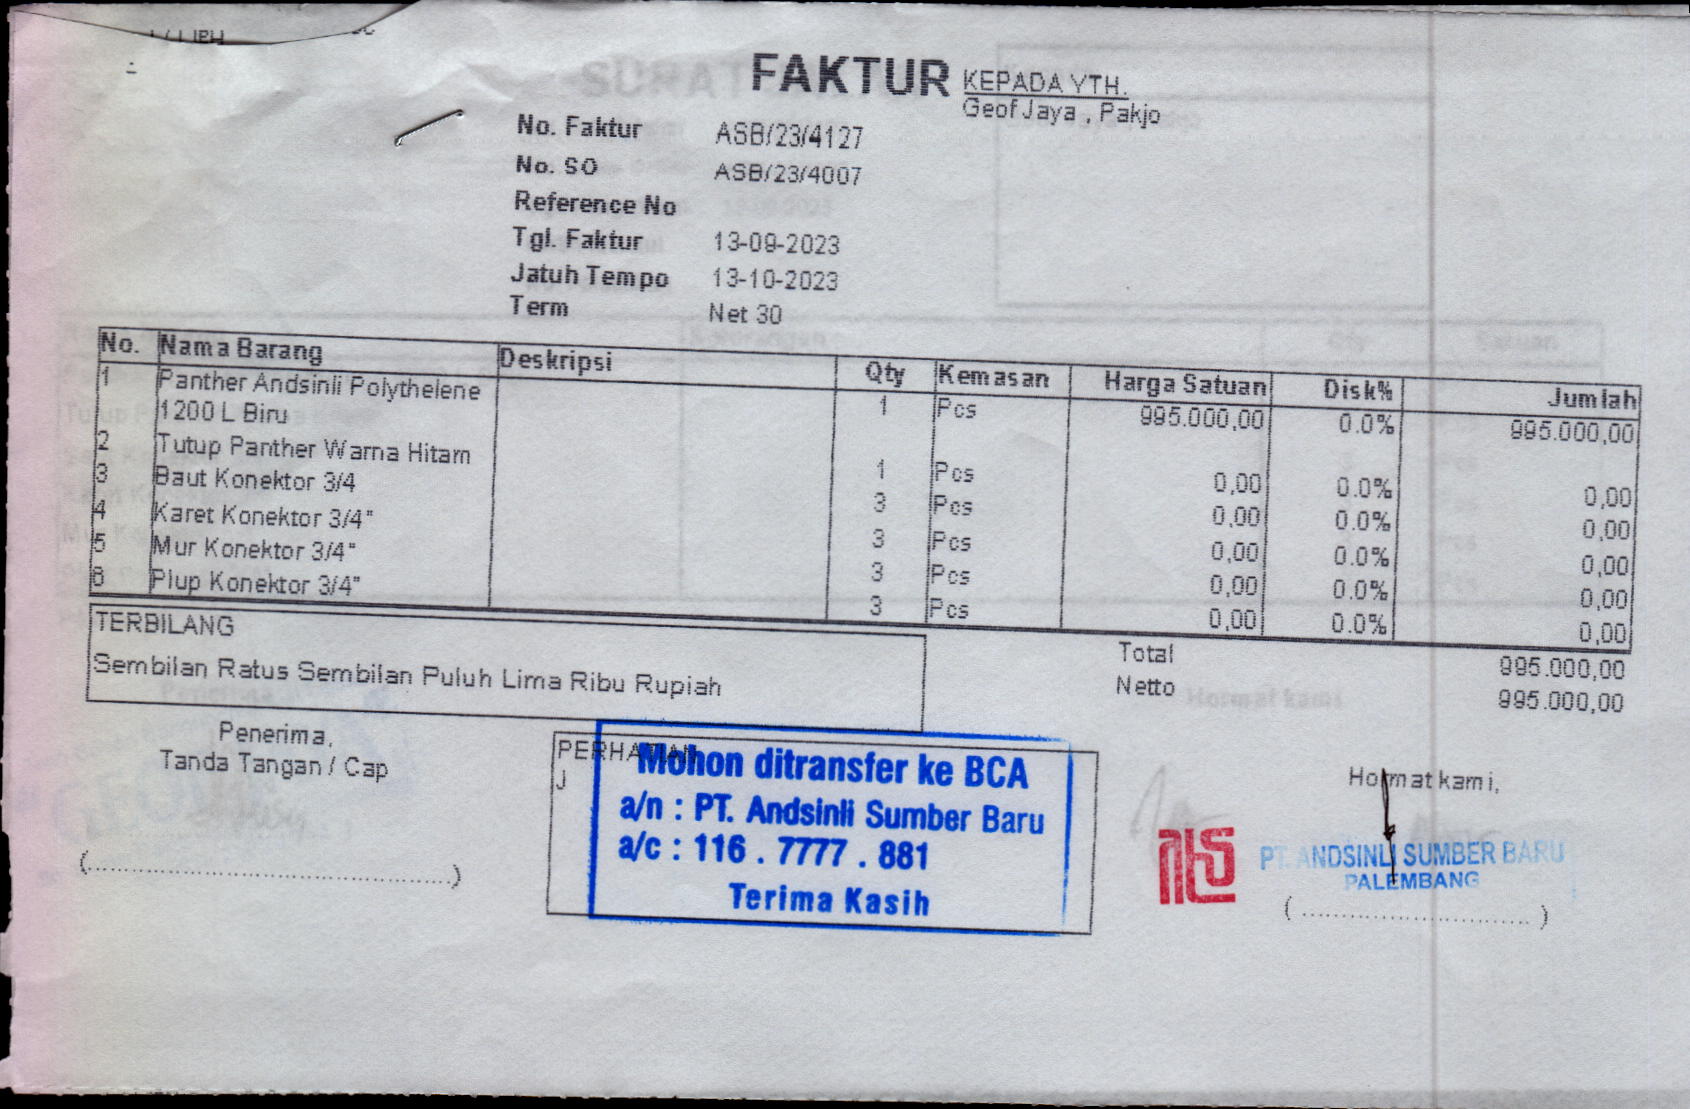 FAKTUR
KEPADA YTH.
Geof Jaya , Pakjo
No. Faktur ASB/23/4127
No. SO ASB/23/4007
Reference No
Tgl. Faktur 13-09-2023
Jatuh Tempo 13-10-2023
Term Net 30
No. Nama Barang Deskripsi Qty Kemasan Harga Satuan Disk% Jumlah
1 Panther Andsinli Polythelene 1 Pcs 995.000,00 0.0% 995.000,00
1200 L Biru
2 Tutup Panther Warna Hitam 1 Pcs 0,00 0.0% 0,00
3 Baut Konektor 3/4 3 Pcs 0,00 0.0% 0,00
4 Karet Konektor 3/4" 3 Pcs 0,00 0.0% 0,00
5 Mur Konektor 3/4" 3 Pcs 0,00 0.0% 0,00
6 Plup Konektor 3/4" 3 Pcs 0,00 0.0% 0,00
TERBILANG
Sembilan Ratus Sembilan Puluh Lima Ribu Rupiah
Total 995.000,00
Netto 995.000,00
Penerima,
Tanda Tangan / Cap
(..........................................)
PERHATIAN
J
Mohon ditransfer ke BCA
a/n : PT. Andsinli Sumber Baru
a/c : 116 . 7777 . 881
Terima Kasih
Hormat kami,
PT. ANDSINLI SUMBER BARU
PALEMBANG
(..............................)